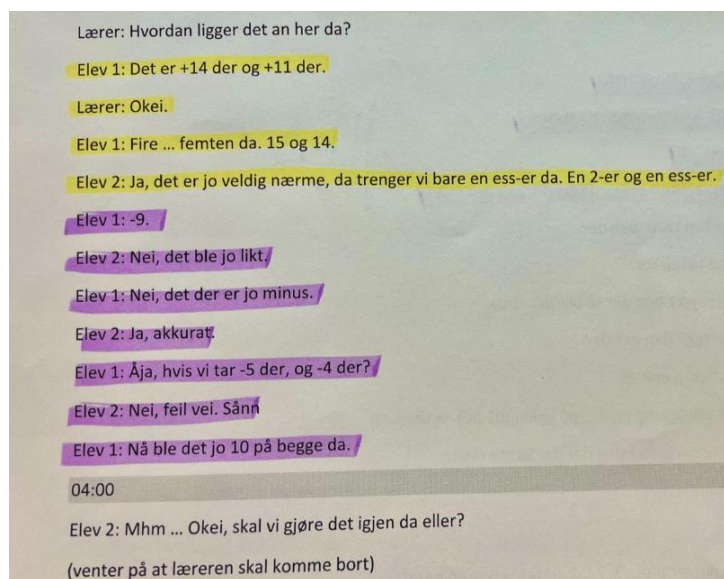 Lærer: Hvordan ligger det an her da?
Elev 1: Det er +14 der og +11 der.
Lærer: Okei.
Elev 1: Fire ... femten da. 15 og 14.
Elev 2: Ja, det er jo veldig nærme, da trenger vi bare en ess-er da. En 2-er og en ess-er.
Elev 1: -9.
Elev 2: Nei, det ble jo likt.
Elev 1: Nei, det der er jo minus.
Elev 2: Ja, akkurat.
Elev 1: Åja, hvis vi tar -5 der, og -4 der?
Elev 2: Nei, feil vei. Sånn
Elev 1: Nå ble det jo 10 på begge da.
04:00
Elev 2: Mhm ... Okei, skal vi gjøre det igjen da eller?
(venter på at læreren skal komme bort)